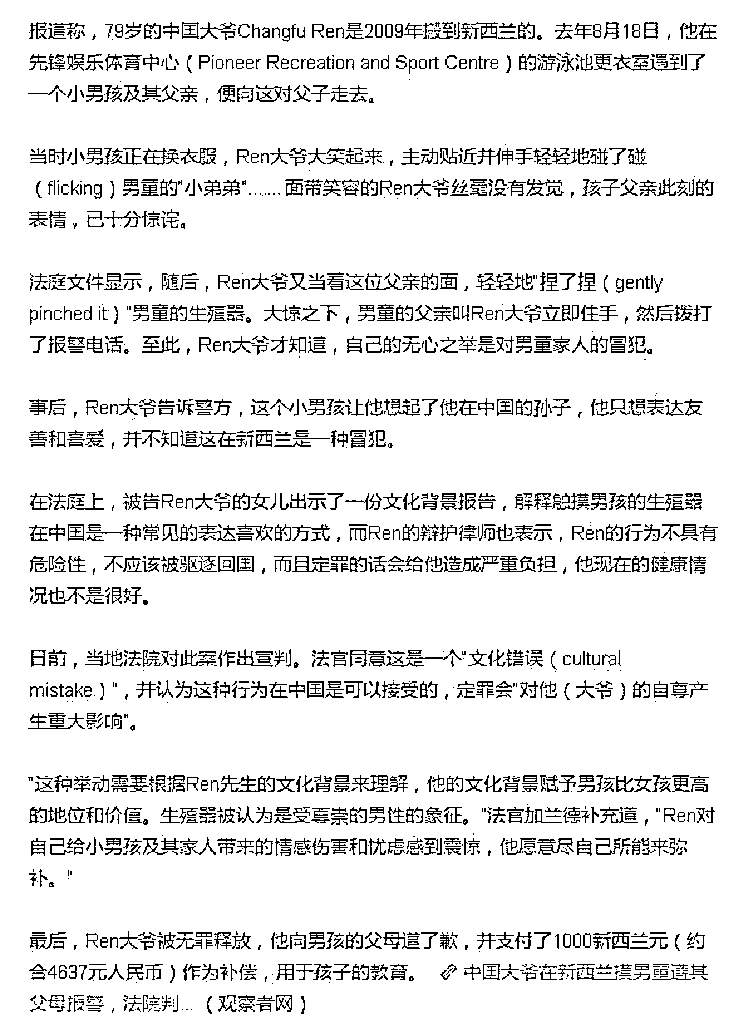 报道称，79岁的中国大爷Changfu Ren是2009年搬到新西兰的。去年8月18日，他在
先锋娱乐体育中心（Pioneer Recreation and Sport Centre）的游泳池更衣室遇到了
一个小男孩及其父亲，便向这对父子走去。
当时小男孩正在换衣服，Ren大爷大笑起来，主动贴近并伸手轻轻地碰了碰
（flicking）男童的“小弟弟“……面带笑容的Ren大爷丝毫没有发觉，孩子父亲此刻的
表情，已十分惊诧。
法庭文件显示，随后，Ren大爷又当着这位父亲的面，轻轻地“捏了捏（gently
pinched it）”男童的生殖器。大惊之下，男童的父亲叫Ren大爷立即住手，然后拨打
了报警电话。至此，Ren大爷才知道，自己的无心之举是对男童家人的冒犯。
事后，Ren大爷告诉警方，这个小男孩让他想起了他在中国的孙子，他只想表达友
善和喜爱，并不知道这在新西兰是一种冒犯。
在法庭上，被告Ren大爷的女儿出示了一份文化背景报告，解释触摸男孩的生殖器
在中国是一种常见的表达喜欢的方式，而Ren的辩护律师也表示，Ren的行为不具有
危险性，不应该被驱逐回国，而且定罪的话会给他造成严重负担，他现在的健康情
况也不是很好。
日前，当地法院对此案作出宣判。法官同意这是一个“文化错误（cultural
mistake）”，并认为这种行为在中国是可以接受的，定罪会“对他（大爷）的自尊产
生重大影响”。
“这种举动需要根据Ren先生的文化背景来理解，他的文化背景赋予男孩比女孩更高
的地位和价值。生殖器被认为是受尊崇的男性的象征。”法官加兰德补充道，“Ren对
自己给小男孩及其家人带来的情感伤害和忧虑感到震惊，他愿意尽自己所能来弥
补。”
最后，Ren大爷被无罪释放，他向男孩的父母道了歉，并支付了1000新西兰元（约
合4637元人民币）作为补偿，用于孩子的教育。 中国大爷在新西兰摸男童遭其
父母报警，法院判...（观察者网）